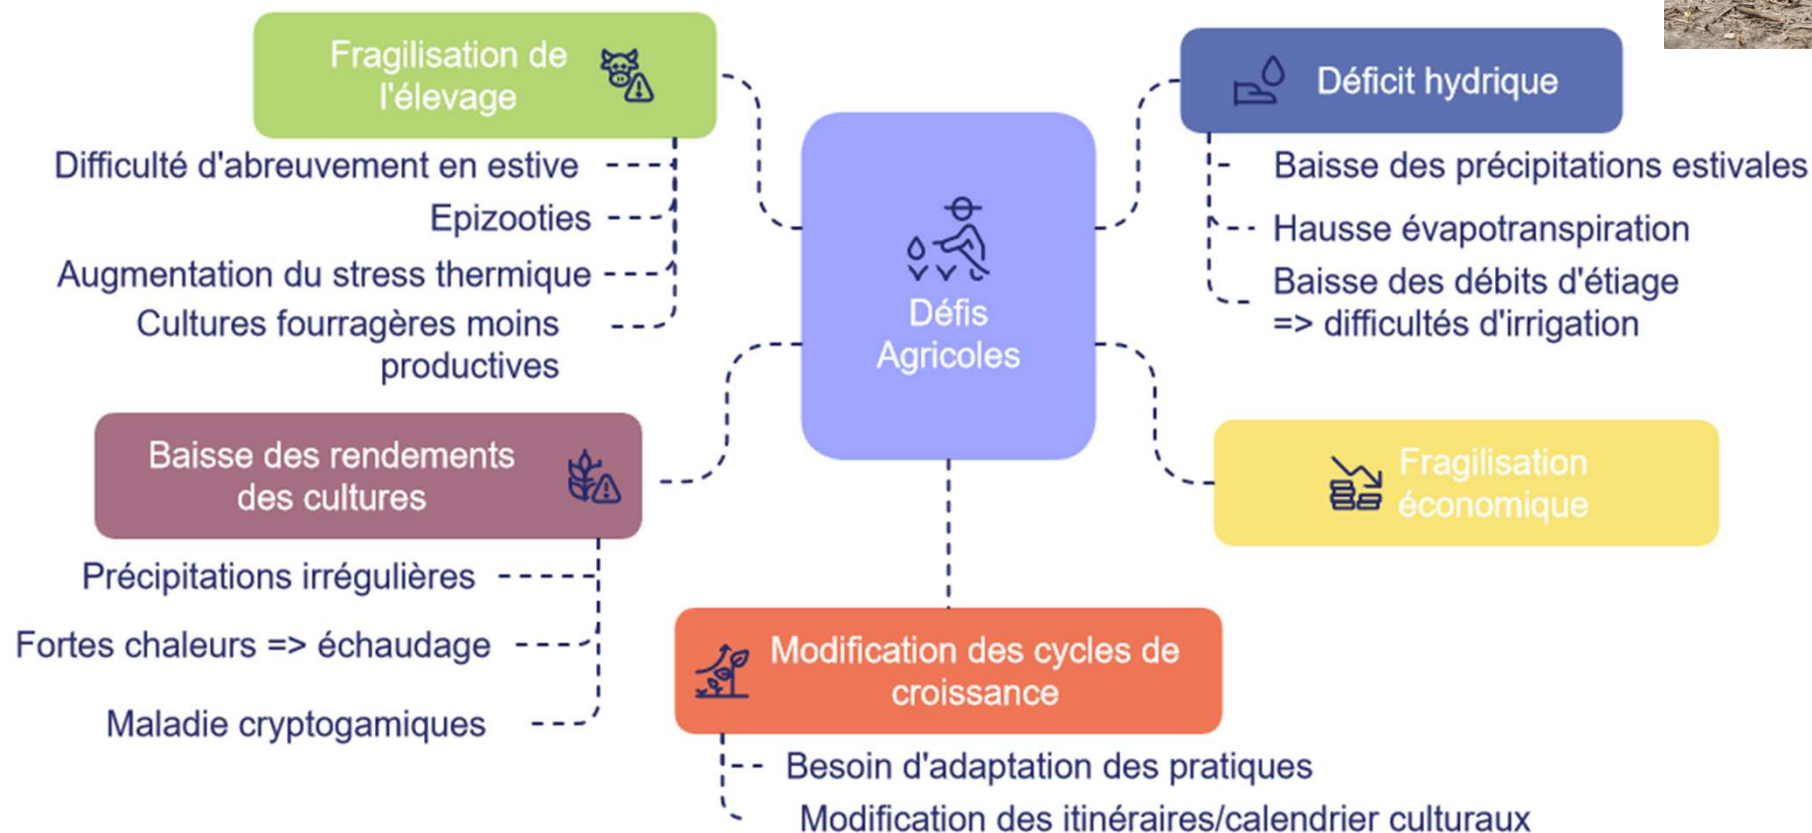 Fragilisation de
l'élevage
Difficulté d'abreuvement en estive
Epizooties
Augmentation du stress thermique
Cultures fourragères moins
productives
Déficit hydrique
Baisse des précipitations estivales
Hausse évapotranspiration
Baisse des débits d'étiage
=> difficultés d'irrigation
Défis
Agricoles
Baisse des rendements
des cultures
Précipitations irrégulières
Fortes chaleurs => échaudage
Maladie cryptogamiques
Fragilisation
économique
Modification des cycles de
croissance
Besoin d'adaptation des pratiques
Modification des itinéraires/calendrier culturaux